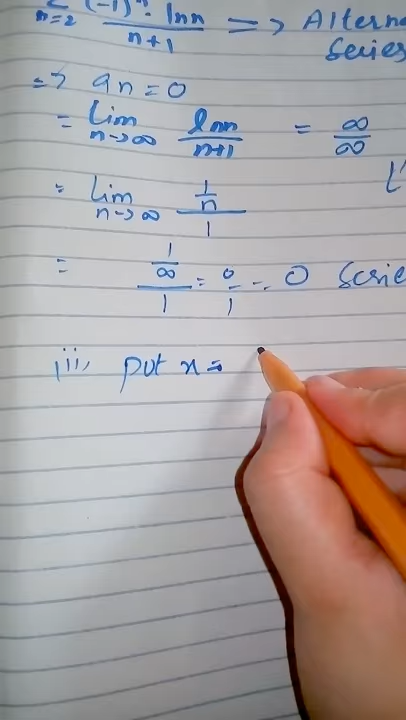 n=2 (-1)ⁿ · lnn / n+1 => Alterna
Series
=> an = 0
= Lim n→∞ lnn / n+1 = ∞/∞
L'
= Lim n→∞ 1/n / 1
= 1/∞ / 1 = 0/1 = 0 Serie
iii, put x =